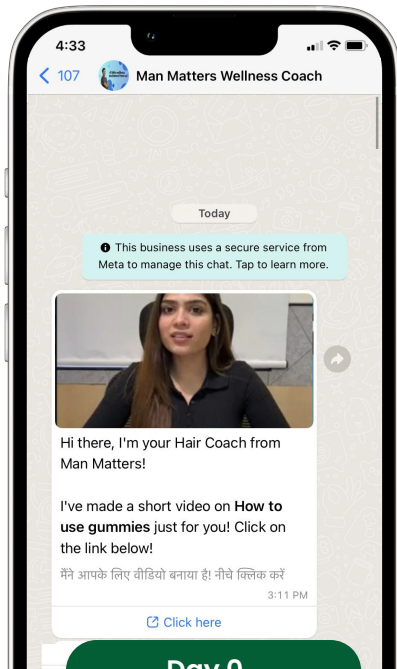 4:33
107
Man Matters Wellness Coach
Today
This business uses a secure service from
Meta to manage this chat. Tap to learn more.
Hi there, I'm your Hair Coach from
Man Matters!
I've made a short video on How to
use gummies just for you! Click on
the link below!
मैंने आपके लिए वीडियो बनाया है! नीचे क्लिक करें
3:11 PM
Click here
Day 0